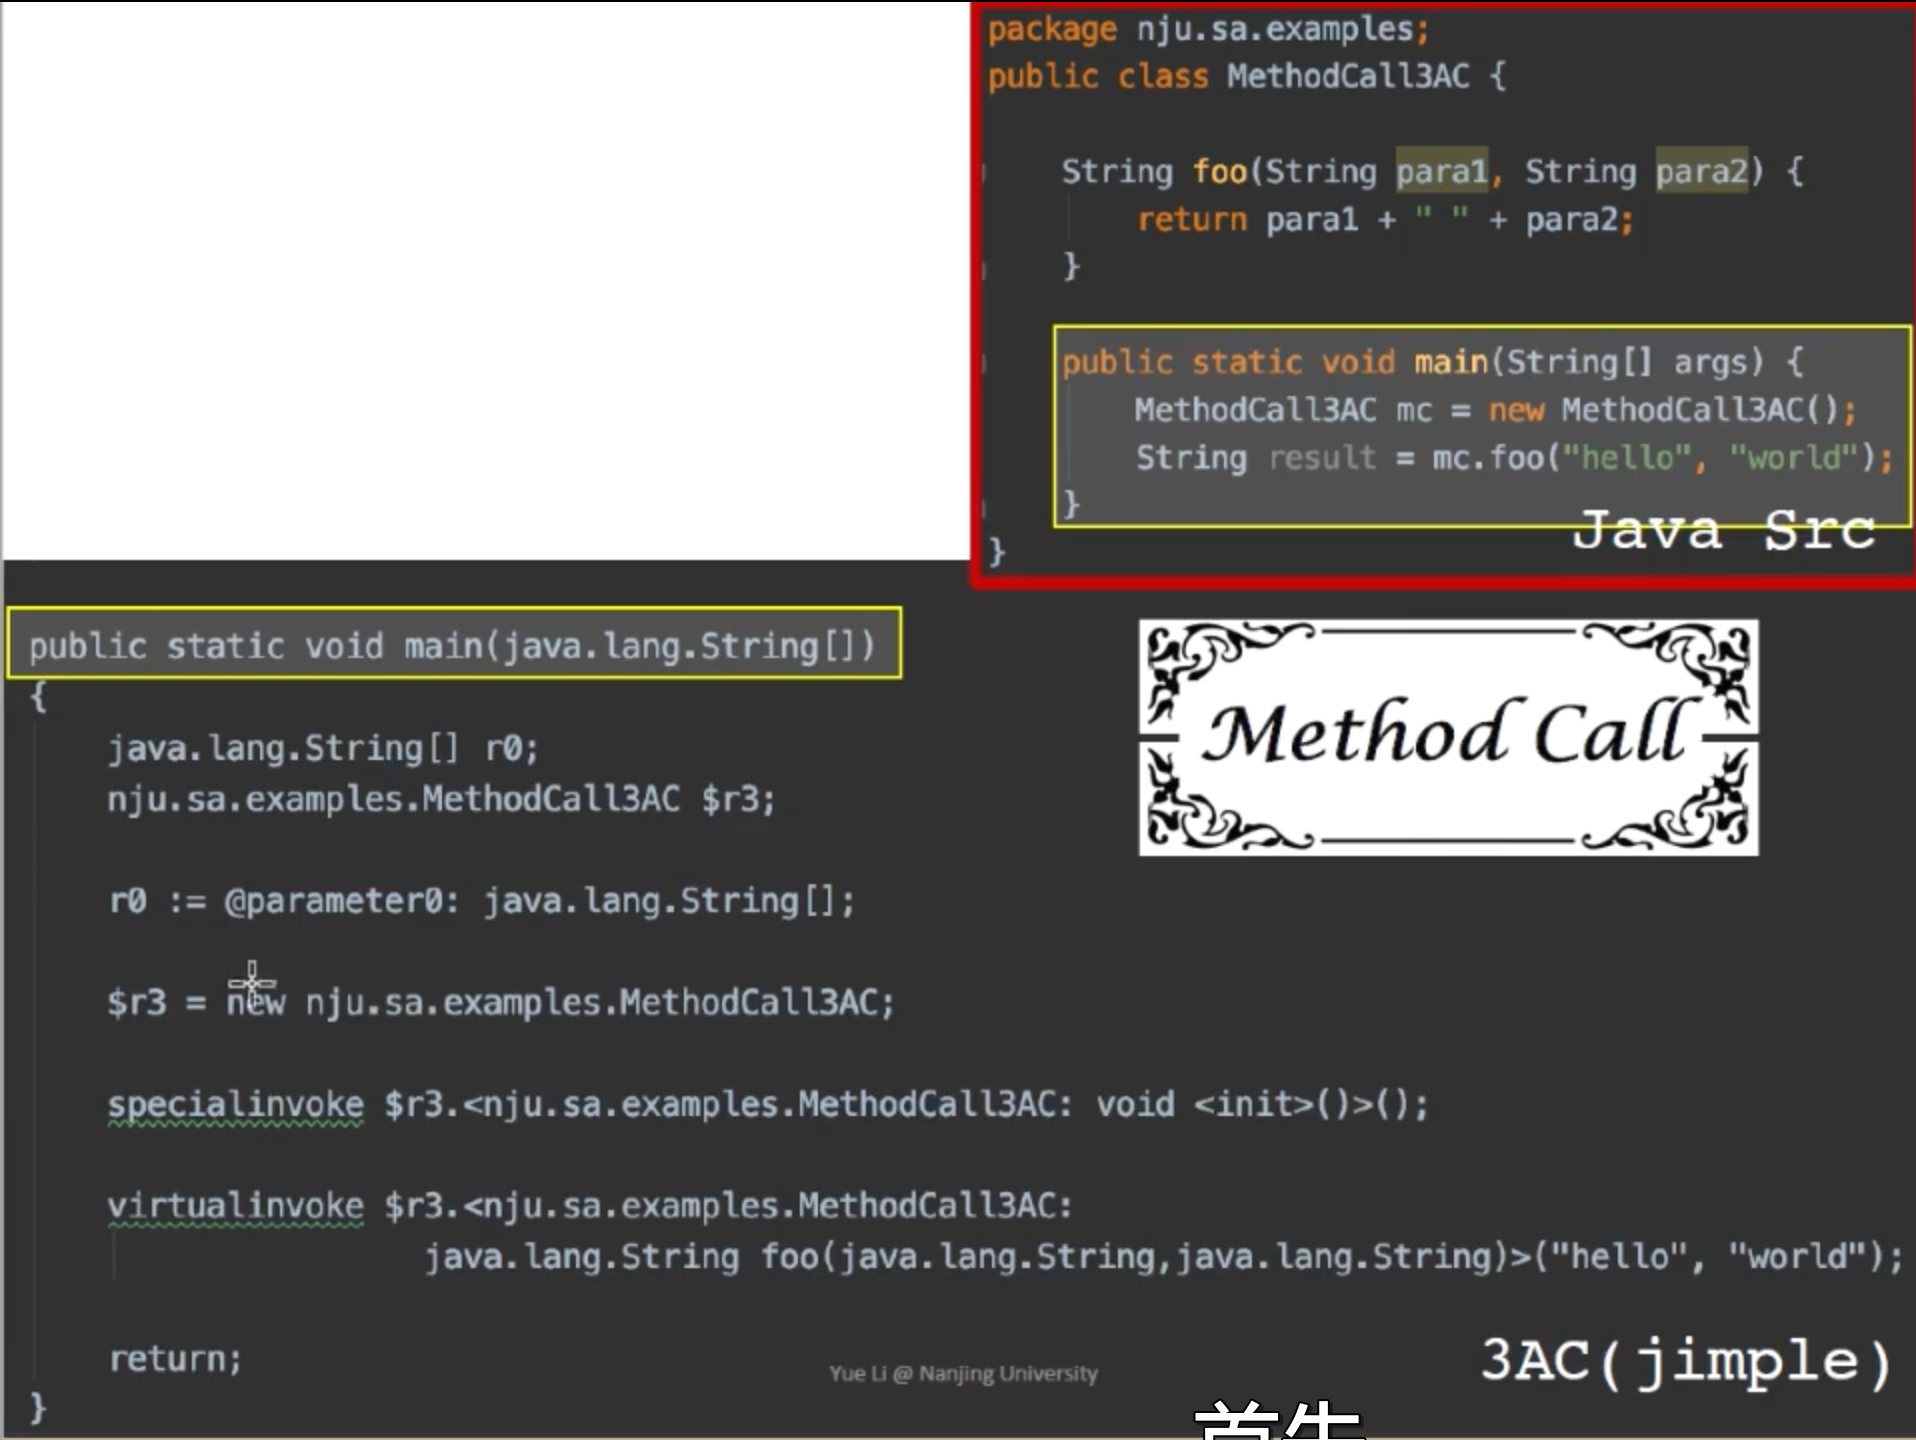 package nju.sa.examples;
public class MethodCall3AC {
String foo(String para1, String para2) {
return para1 + " " + para2;
}
public static void main(String[] args) {
MethodCall3AC mc = new MethodCall3AC();
String result = mc.foo("hello", "world");
}
Java Src
}
public static void main(java.lang.String[])
{
java.lang.String[] r0;
nju.sa.examples.MethodCall3AC $r3;
Method Call
r0 := @parameter0: java.lang.String[];
$r3 = new nju.sa.examples.MethodCall3AC;
specialinvoke $r3.<nju.sa.examples.MethodCall3AC: void <init>()>();
virtualinvoke $r3.<nju.sa.examples.MethodCall3AC:
java.lang.String foo(java.lang.String,java.lang.String)>("hello", "world");
return;
3AC(jimple)
Yue Li @ Nanjing University
}
首先